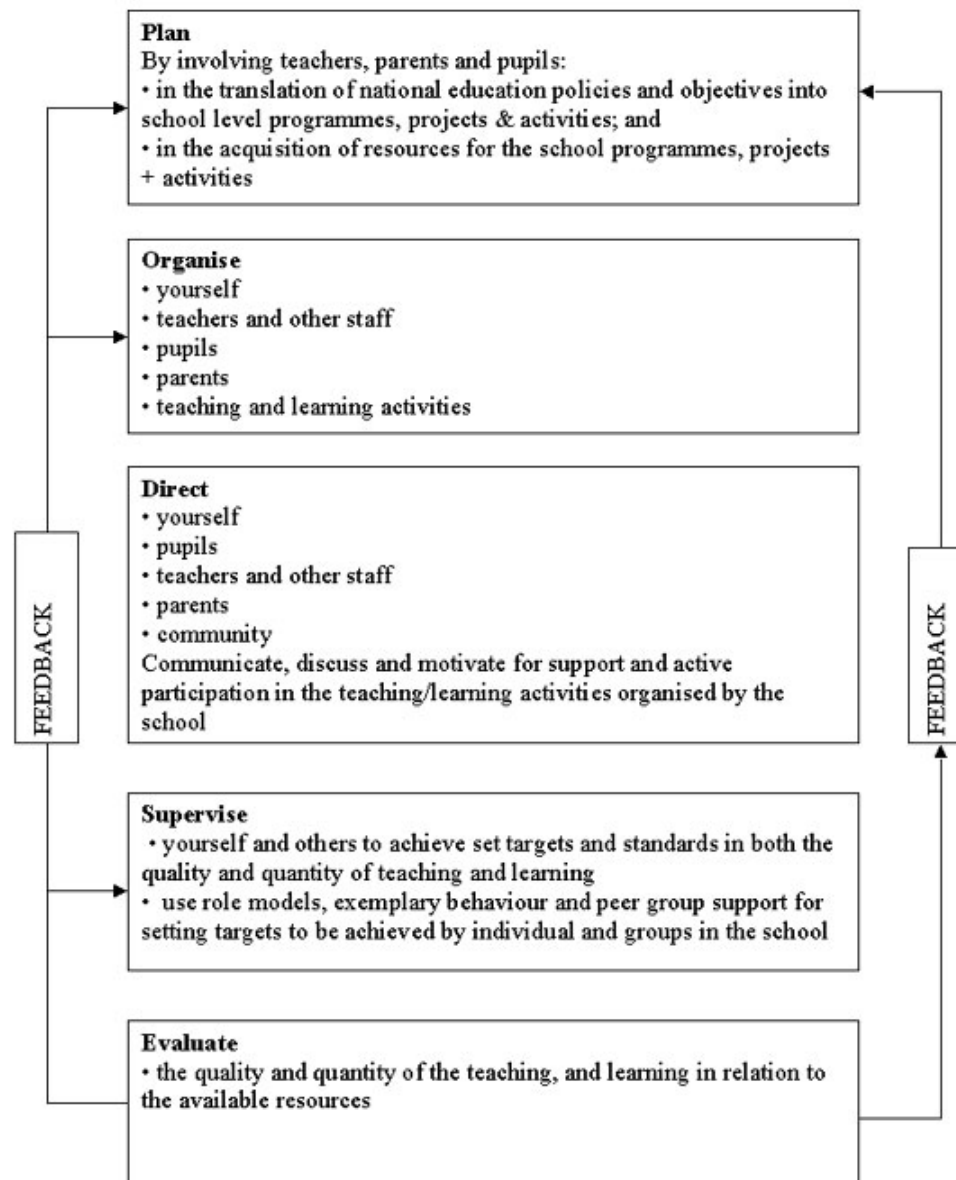 Plan
By involving teachers, parents and pupils:
• in the translation of national education policies and objectives into
school level programmes, projects & activities; and
• in the acquisition of resources for the school programmes, projects
+ activities
Organise
• yourself
• teachers and other staff
• pupils
• parents
• teaching and learning activities
Direct
• yourself
• pupils
• teachers and other staff
• parents
• community
Communicate, discuss and motivate for support and active
participation in the teaching/learning activities organised by the
school
FEEDBACK
FEEDBACK
Supervise
• yourself and others to achieve set targets and standards in both the
quality and quantity of teaching and learning
• use role models, exemplary behaviour and peer group support for
setting targets to be achieved by individual and groups in the school
Evaluate
• the quality and quantity of the teaching, and learning in relation to
the available resources